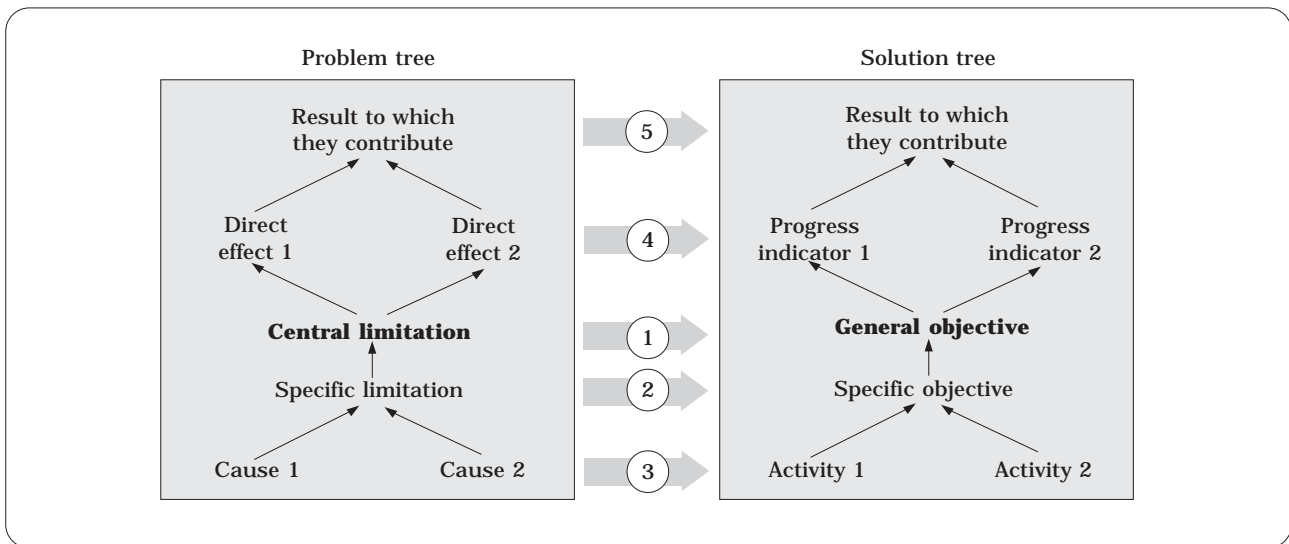 Problem tree
Solution tree
Result to which
they contribute
5
Result to which
they contribute
Direct
effect 1
Direct
effect 2
4
Progress
indicator 1
Progress
indicator 2
Central limitation
1
General objective
Specific limitation
2
Specific objective
Cause 1
Cause 2
3
Activity 1
Activity 2